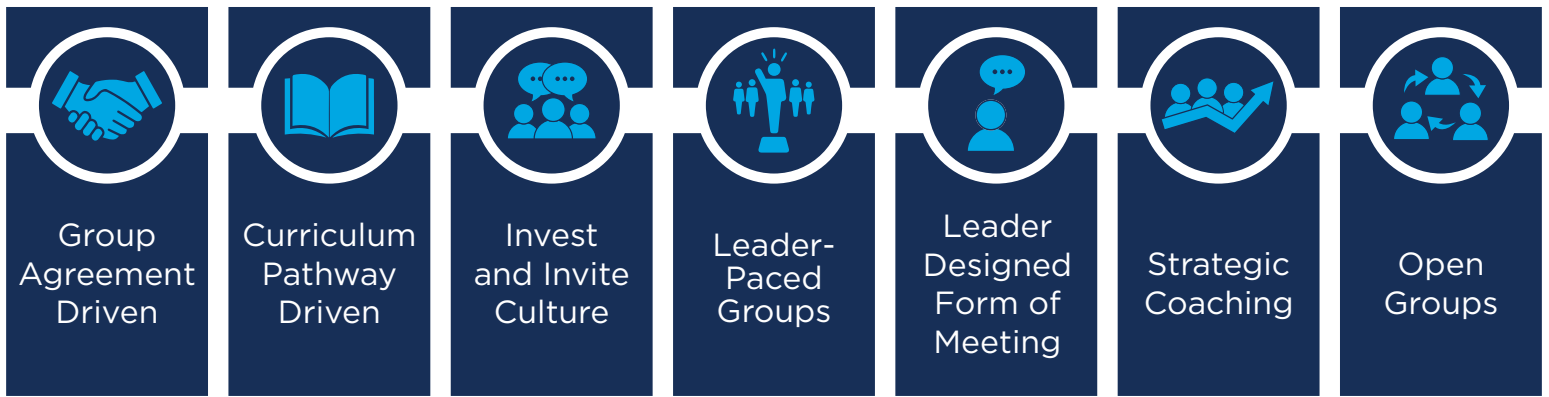 Group
Agreement
Driven
Curriculum
Pathway
Driven
Invest
and Invite
Culture
Leader-
Paced
Groups
Leader
Designed
Form of
Meeting
Strategic
Coaching
Open
Groups